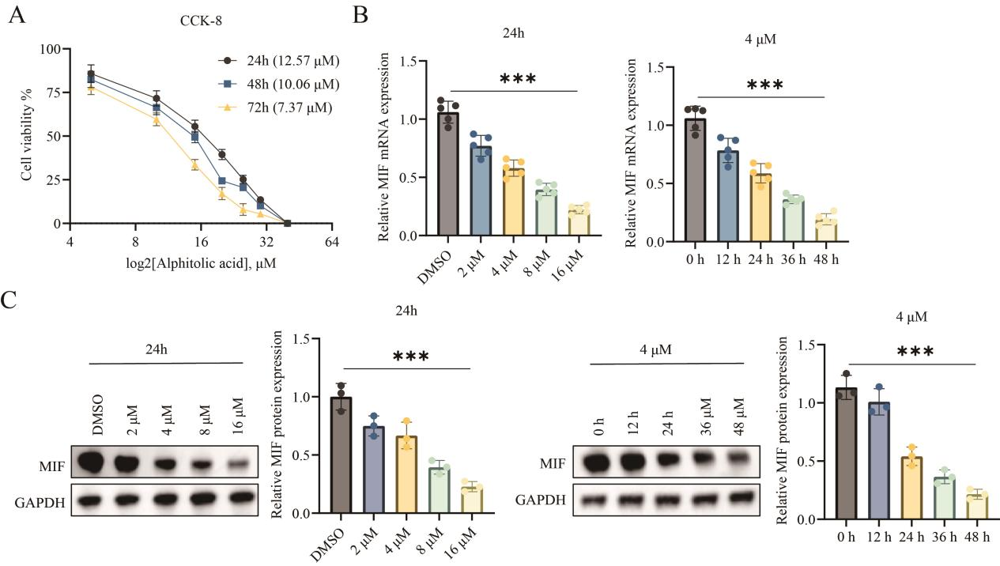 A
CCK-8
100
75
50
25
0
Cell viability %
24h (12.57 μM)
48h (10.06 μM)
72h (7.37 μM)
4 8 16 32 64
log2[Alphitolic acid], μM
B
24h
1.5
1.0
0.5
0.0
Relative MIF mRNA expression
***
DMSO 2 μM 4 μM 8 μM 16 μM
4 μM
1.5
1.0
0.5
0.0
Relative MIF mRNA expression
***
0 h 12 h 24 h 36 h 48 h
C
24h
DMSO 2 μM 4 μM 8 μM 16 μM
MIF
GAPDH
24h
1.5
1.0
0.5
0.0
Relative MIF protein expression
***
DMSO 2 μM 4 μM 8 μM 16 μM
4 μM
0 h 12 h 24 h 36 μM 48 μM
MIF
GAPDH
4 μM
1.5
1.0
0.5
0.0
Relative MIF protein expression
***
0 h 12 h 24 h 36 h 48 h